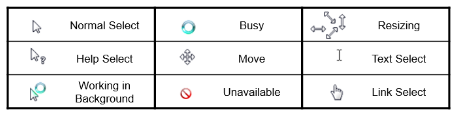 Normal Select
Busy
Resizing
Help Select
Move
Text Select
Working in
Background
Unavailable
Link Select